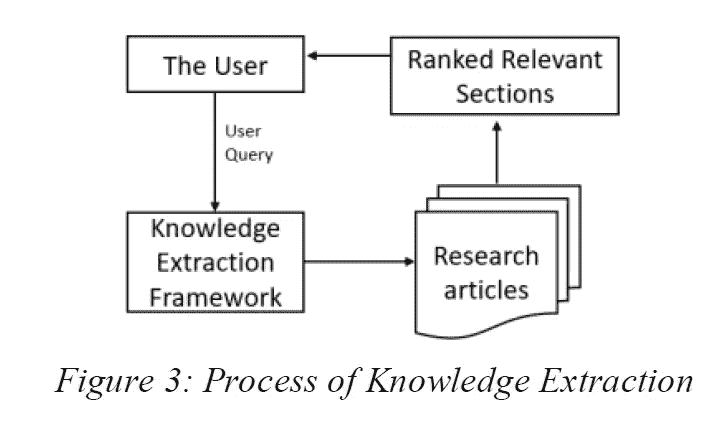 The User
Ranked Relevant
Sections
User
Query
Knowledge
Extraction
Framework
Research
articles
Figure 3: Process of Knowledge Extraction